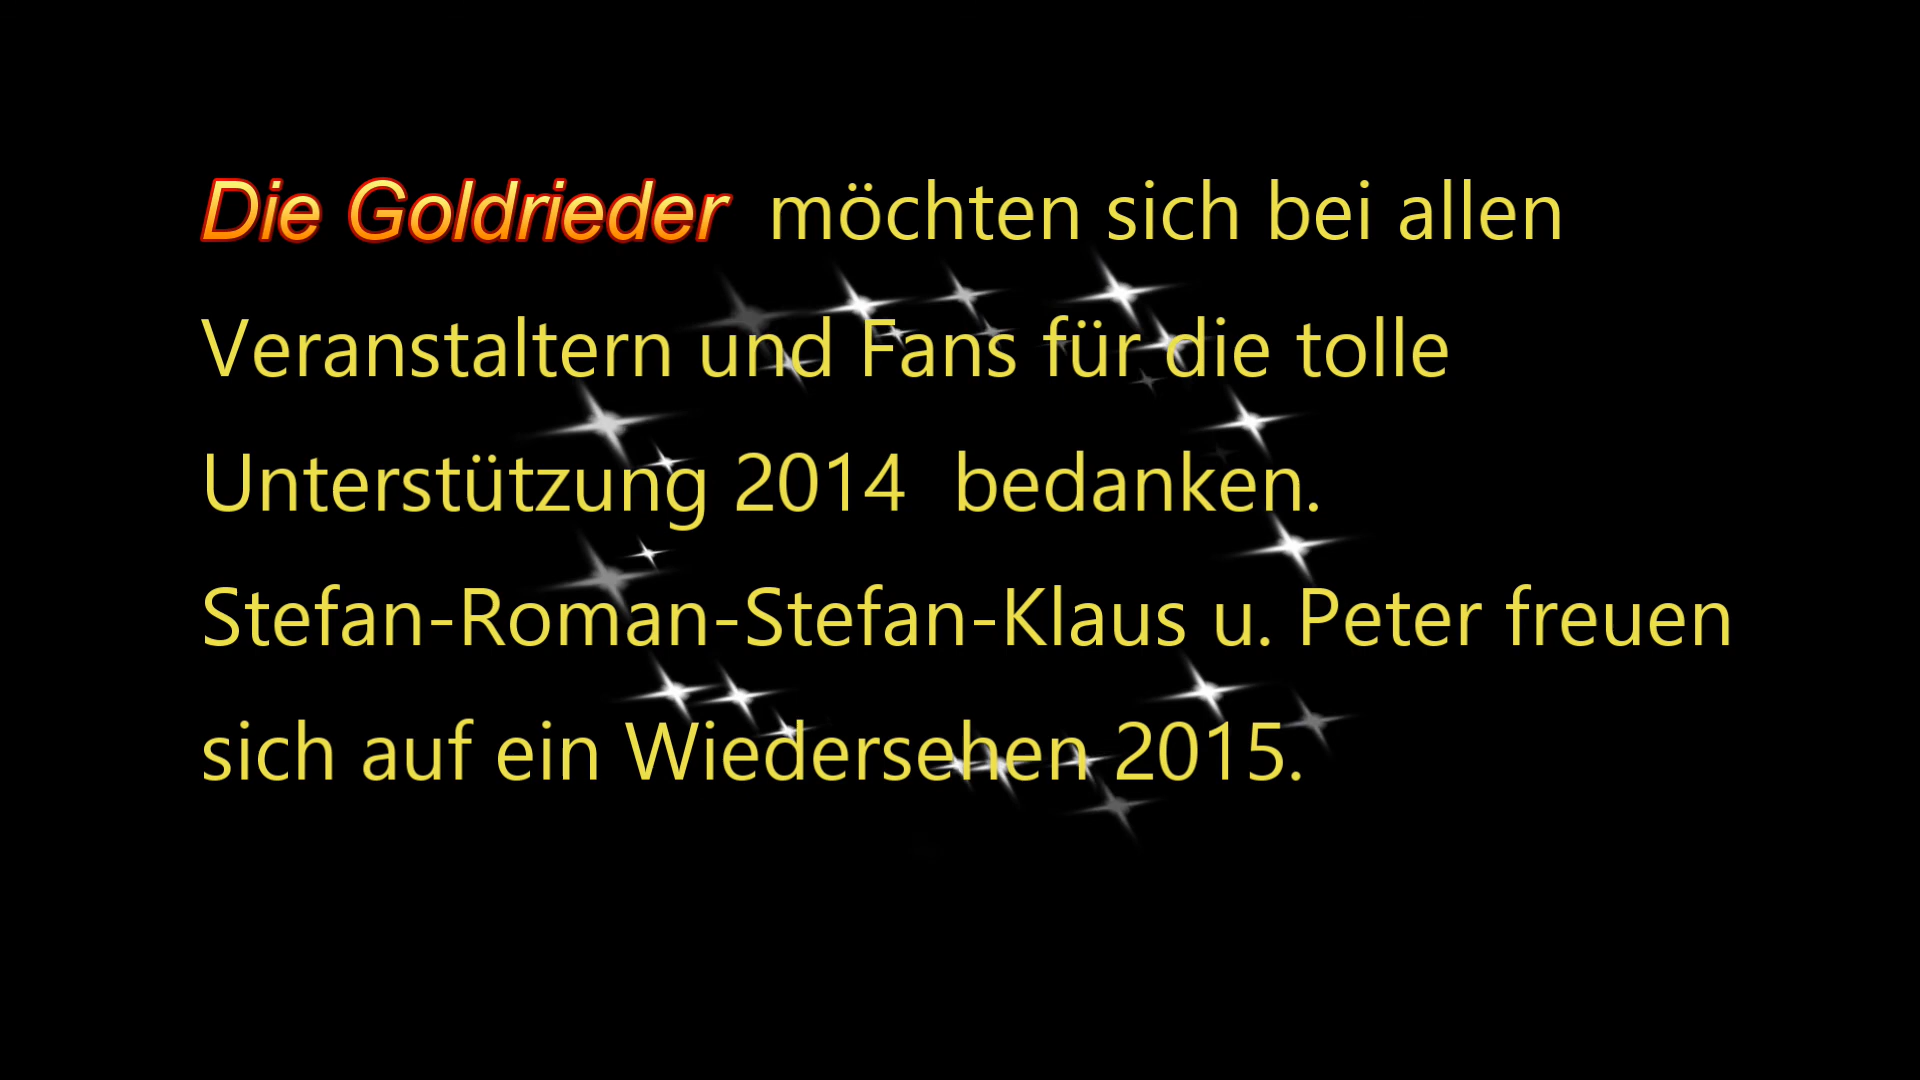 Die Goldrieder möchten sich bei allen
Veranstaltern und Fans für die tolle
Unterstützung 2014 bedanken.
Stefan-Roman-Stefan-Klaus u. Peter freuen
sich auf ein Wiedersehen 2015.